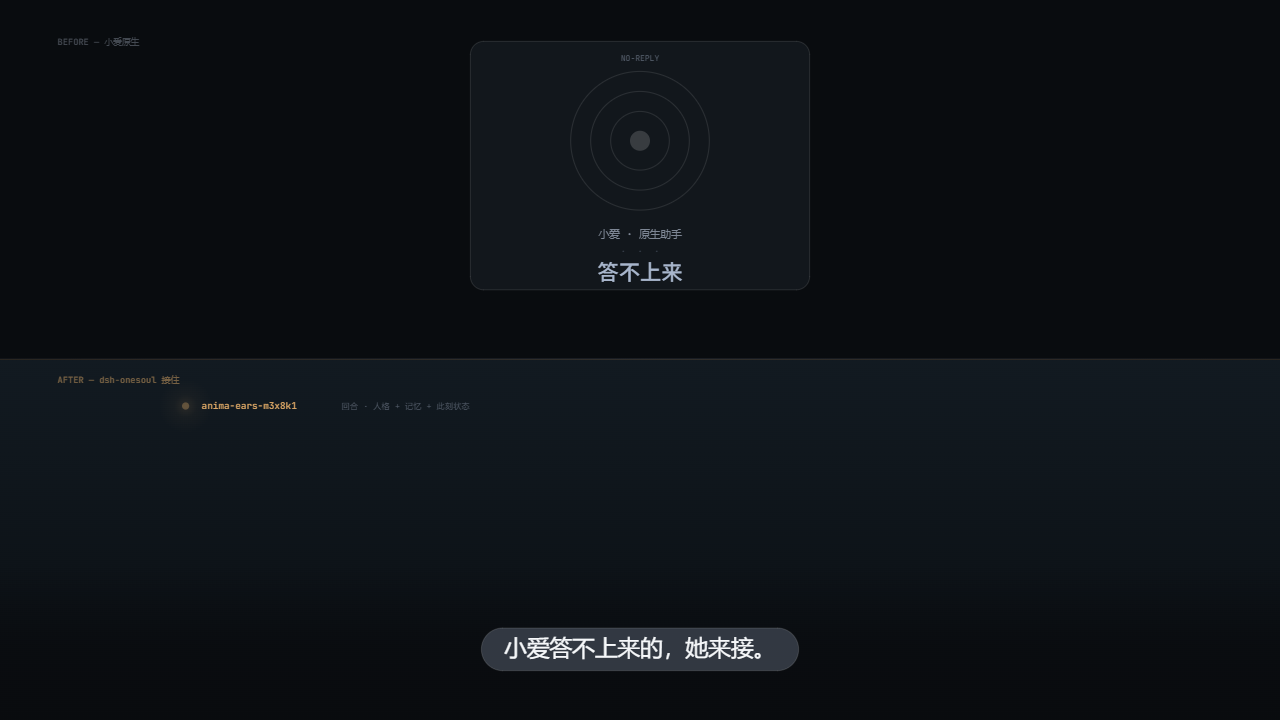 BEFORE — 小爱原生
NO-REPLY
小爱 · 原生助手
· · ·
答不上来
AFTER — dsh-onesoul 接住
anima-ears-m3x8k1 回合 · 人格 + 记忆 + 此刻状态
小爱答不上来的，她来接。